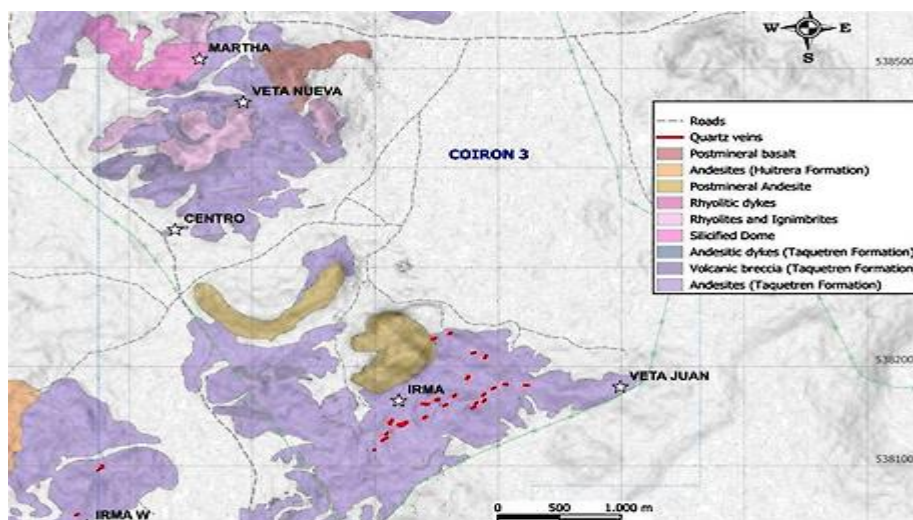 N
W E
S
MARTHA
538500
VETA NUEVA
Roads
Quartz veins
COIRON 3
Postmineral basalt
Andesites (Huitrera Formation)
Postmineral Andesite
Rhyolitic dykes
Rhyolites and Ignimbrites
CENTRO
Silicified Dome
Andesitic dykes (Taquetren Formation)
Volcanic breccia (Taquetren Formation
Andesites (Taquetren Formation)
538200
VETA JUAN
IRMA
538100
0 500 1.000 m
IRMA W